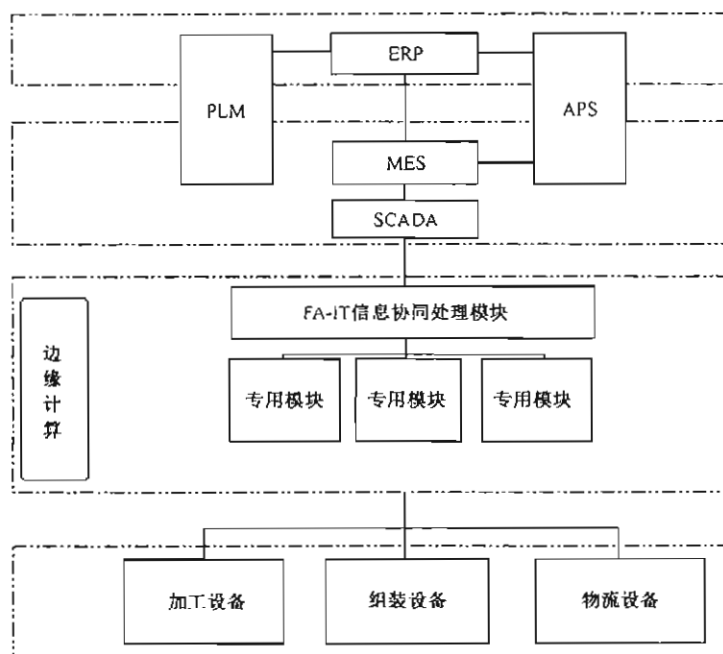 ERP
PLM
APS
MES
SCADA
FA-IT信息协同处理模块
边缘计算
专用模块
专用模块
专用模块
加工设备
组装设备
物流设备